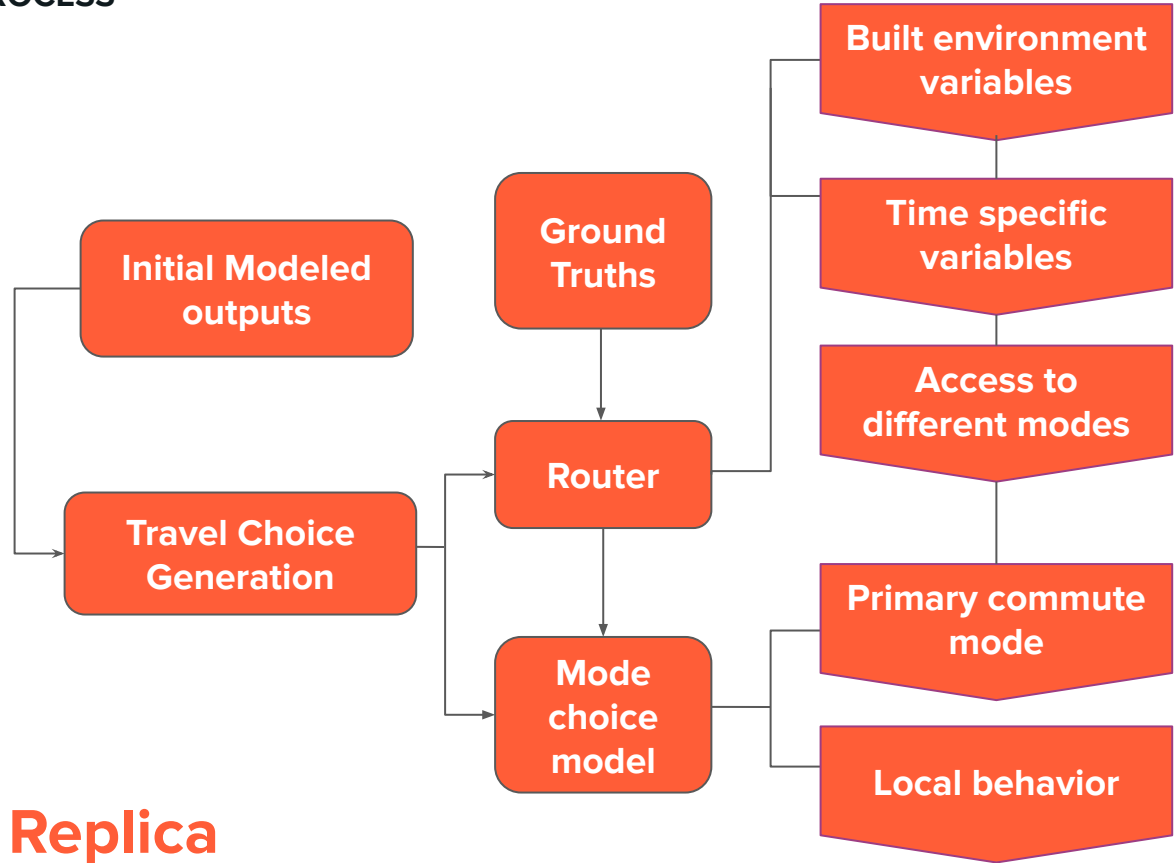 Built environment
variables
Time specific
variables
Ground
Truths
Initial Modeled
outputs
Access to
different modes
Router
Travel Choice
Generation
Primary commute
mode
Mode
choice
model
Local behavior
Replica